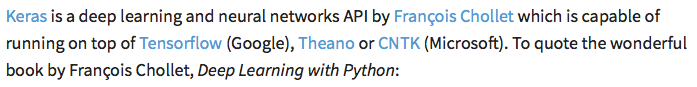 Keras is a deep learning and neural networks API by François Chollet which is capable of
running on top of Tensorflow (Google), Theano or CNTK (Microsoft). To quote the wonderful
book by François Chollet, Deep Learning with Python: